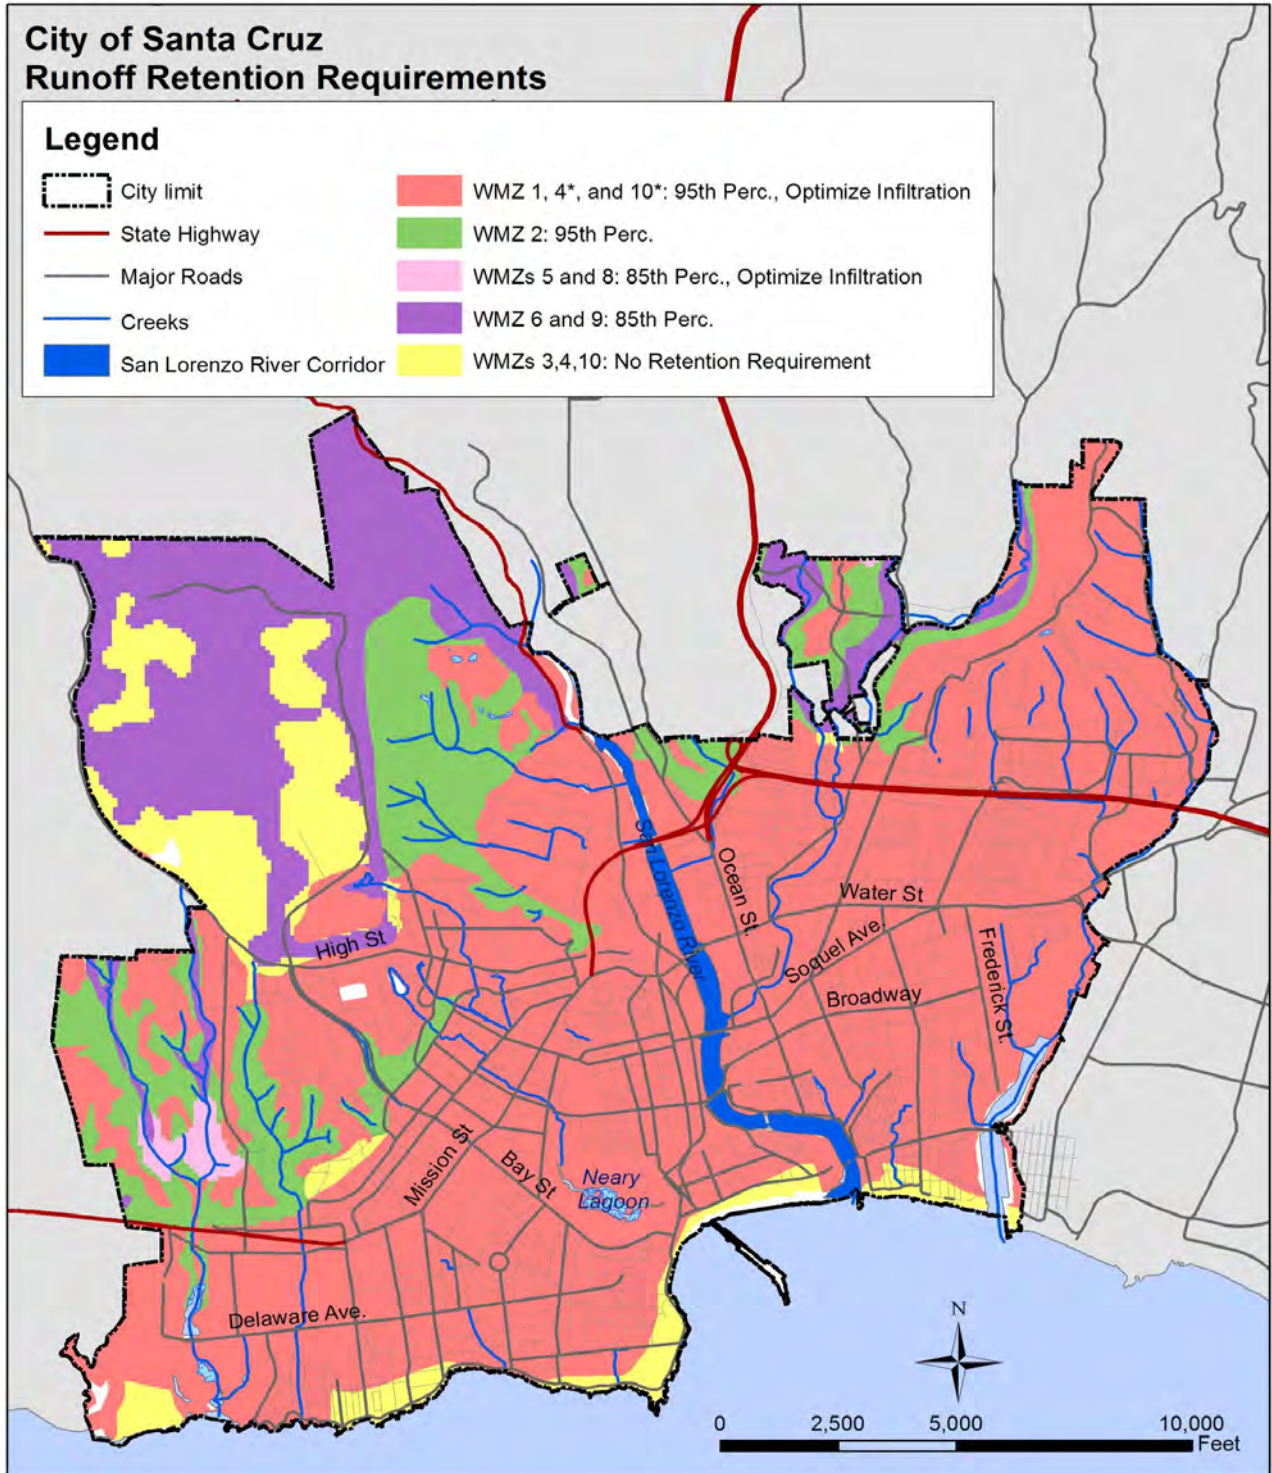 City of Santa Cruz
Runoff Retention Requirements
Legend
City limit
State Highway
Major Roads
Creeks
San Lorenzo River Corridor
WMZ 1, 4*, and 10*: 95th Perc., Optimize Infiltration
WMZ 2: 95th Perc.
WMZs 5 and 8: 85th Perc., Optimize Infiltration
WMZ 6 and 9: 85th Perc.
WMZs 3,4,10: No Retention Requirement
San Lorenzo River
Ocean St.
Water St
Soquel Ave.
Frederick St.
Broadway
High St
Mission St
Bay St
Neary
Lagoon
Delaware Ave.
N
0 2,500 5,000 10,000
Feet